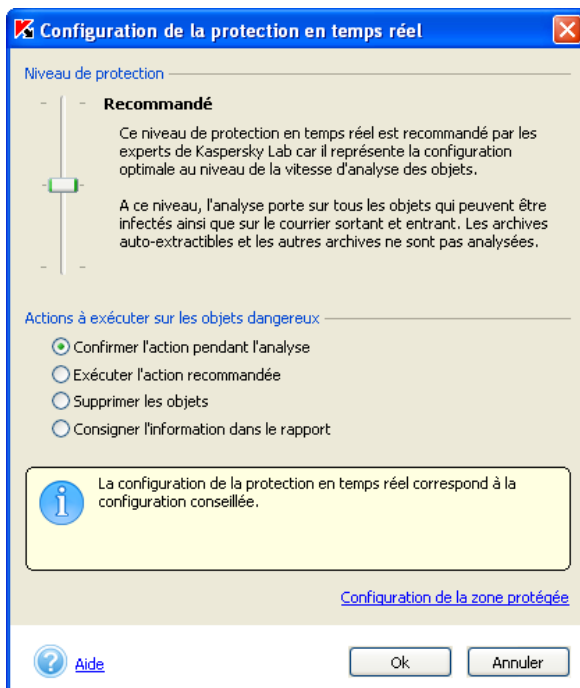 Configuration de la protection en temps réel
Niveau de protection
Recommandé
Ce niveau de protection en temps réel est recommandé par les
experts de Kaspersky Lab car il représente la configuration
optimale au niveau de la vitesse d'analyse des objets.
A ce niveau, l'analyse porte sur tous les objets qui peuvent être
infectés ainsi que sur le courrier sortant et entrant. Les archives
auto-extractibles et les autres archives ne sont pas analysées.
Actions à exécuter sur les objets dangereux
Confirmer l'action pendant l'analyse
Exécuter l'action recommandée
Supprimer les objets
Consigner l'information dans le rapport
La configuration de la protection en temps réel correspond à la
configuration conseillée.
Configuration de la zone protégée
Aide
Ok
Annuler